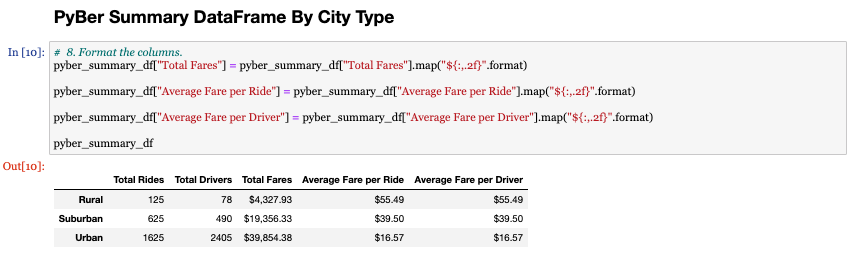 PyBer Summary DataFrame By City Type
In [10]: # 8. Format the columns.
pyber_summary_df["Total Fares"] = pyber_summary_df["Total Fares"].map("${:,.2f}".format)
pyber_summary_df["Average Fare per Ride"] = pyber_summary_df["Average Fare per Ride"].map("${:,.2f}".format)
pyber_summary_df["Average Fare per Driver"] = pyber_summary_df["Average Fare per Driver"].map("${:,.2f}".format)
pyber_summary_df
Out[10]:
Total Rides Total Drivers Total Fares Average Fare per Ride Average Fare per Driver
Rural 125 78 $4,327.93 $55.49 $55.49
Suburban 625 490 $19,356.33 $39.50 $39.50
Urban 1625 2405 $39,854.38 $16.57 $16.57